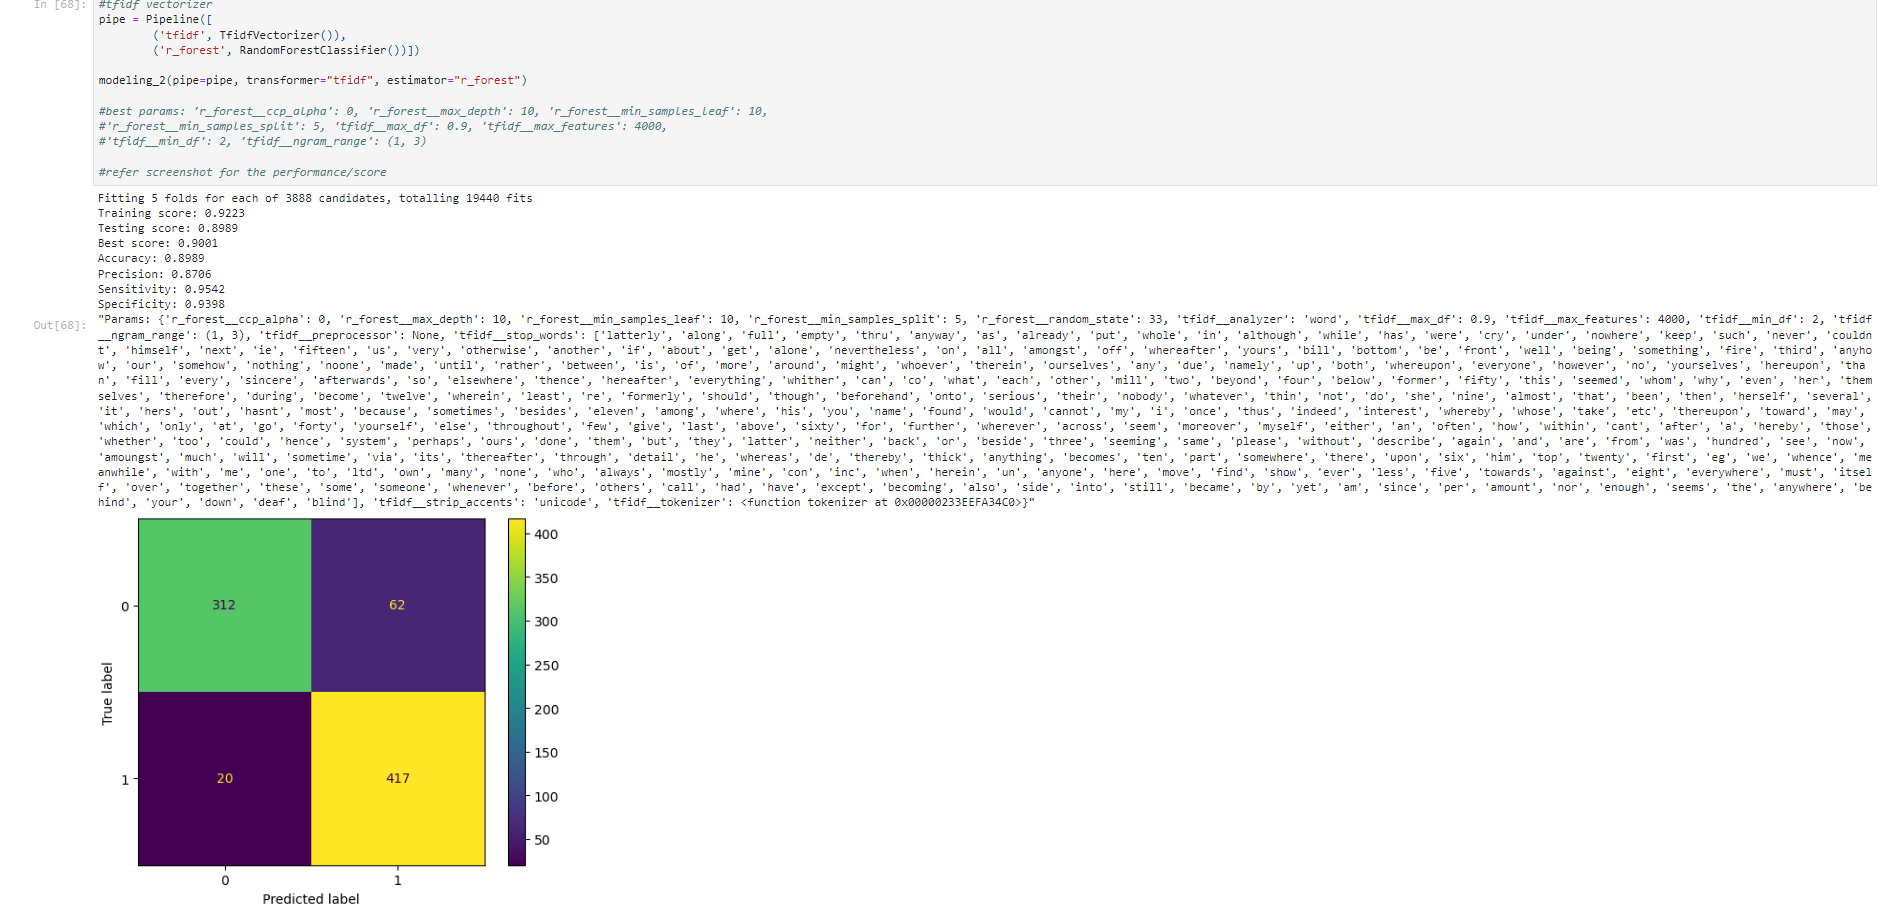 In [68]:
#tfidf vectorizer
pipe = Pipeline([
('tfidf', TfidfVectorizer()),
('r_forest', RandomForestClassifier())])
modeling_2(pipe=pipe, transformer="tfidf", estimator="r_forest")
#best params: 'r_forest__ccp_alpha': 0, 'r_forest__max_depth': 10, 'r_forest__min_samples_leaf': 10,
#'r_forest__min_samples_split': 5, 'tfidf__max_df': 0.9, 'tfidf__max_features': 4000,
#'tfidf__min_df': 2, 'tfidf__ngram_range': (1, 3)
#refer screenshot for the performance/score
Fitting 5 folds for each of 3888 candidates, totalling 19440 fits
Training score: 0.9223
Testing score: 0.8989
Best score: 0.9001
Accuracy: 0.8989
Precision: 0.8706
Sensitivity: 0.9542
Specificity: 0.9398
Out[68]:
"Params: {'r_forest__ccp_alpha': 0, 'r_forest__max_depth': 10, 'r_forest__min_samples_leaf': 10, 'r_forest__min_samples_split': 5, 'r_forest__random_state': 33, 'tfidf__analyzer': 'word', 'tfidf__max_df': 0.9, 'tfidf__max_features': 4000, 'tfidf__min_df': 2, 'tfidf
__ngram_range': (1, 3), 'tfidf__preprocessor': None, 'tfidf__stop_words': ['latterly', 'along', 'full', 'empty', 'thru', 'anyway', 'as', 'already', 'put', 'whole', 'in', 'although', 'while', 'has', 'were', 'cry', 'under', 'nowhere', 'keep', 'such', 'never', 'couldn
t', 'himself', 'next', 'ie', 'fifteen', 'us', 'very', 'otherwise', 'another', 'if', 'about', 'get', 'alone', 'nevertheless', 'on', 'all', 'amongst', 'off', 'whereafter', 'yours', 'bill', 'bottom', 'be', 'front', 'well', 'being', 'something', 'fire', 'third', 'anyho
w', 'our', 'somehow', 'nothing', 'noone', 'made', 'until', 'rather', 'between', 'is', 'of', 'more', 'around', 'might', 'whoever', 'therein', 'ourselves', 'any', 'due', 'namely', 'up', 'both', 'whereupon', 'everyone', 'however', 'no', 'yourselves', 'hereupon', 'tha
n', 'fill', 'every', 'sincere', 'afterwards', 'so', 'elsewhere', 'thence', 'hereafter', 'everything', 'whither', 'can', 'co', 'what', 'each', 'other', 'mill', 'two', 'beyond', 'four', 'below', 'former', 'fifty', 'this', 'seemed', 'whom', 'why', 'even', 'her', 'them
selves', 'therefore', 'during', 'become', 'twelve', 'wherein', 'least', 're', 'formerly', 'should', 'though', 'beforehand', 'onto', 'serious', 'their', 'nobody', 'whatever', 'thin', 'not', 'do', 'she', 'nine', 'almost', 'that', 'been', 'then', 'herself', 'several',
'it', 'hers', 'out', 'hasnt', 'most', 'because', 'sometimes', 'besides', 'eleven', 'among', 'where', 'his', 'you', 'name', 'found', 'would', 'cannot', 'my', 'i', 'once', 'thus', 'indeed', 'interest', 'whereby', 'whose', 'take', 'etc', 'thereupon', 'toward', 'may',
'which', 'only', 'at', 'go', 'forty', 'yourself', 'else', 'throughout', 'few', 'give', 'last', 'above', 'sixty', 'for', 'further', 'wherever', 'across', 'seem', 'moreover', 'myself', 'either', 'an', 'often', 'how', 'within', 'cant', 'after', 'a', 'hereby', 'those',
'whether', 'too', 'could', 'hence', 'system', 'perhaps', 'ours', 'done', 'them', 'but', 'they', 'latter', 'neither', 'back', 'or', 'beside', 'three', 'seeming', 'same', 'please', 'without', 'describe', 'again', 'and', 'are', 'from', 'was', 'hundred', 'see', 'now',
'amoungst', 'much', 'will', 'sometime', 'via', 'its', 'thereafter', 'through', 'detail', 'he', 'whereas', 'de', 'thereby', 'thick', 'anything', 'becomes', 'ten', 'part', 'somewhere', 'there', 'upon', 'six', 'him', 'top', 'twenty', 'first', 'eg', 'we', 'whence', 'me
anwhile', 'with', 'me', 'one', 'to', 'ltd', 'own', 'many', 'none', 'who', 'always', 'mostly', 'mine', 'con', 'inc', 'when', 'herein', 'un', 'anyone', 'here', 'move', 'find', 'show', 'ever', 'less', 'five', 'towards', 'against', 'eight', 'everywhere', 'must', 'itsel
f', 'over', 'together', 'these', 'some', 'someone', 'whenever', 'before', 'others', 'call', 'had', 'have', 'except', 'becoming', 'also', 'side', 'into', 'still', 'became', 'by', 'yet', 'am', 'since', 'per', 'amount', 'nor', 'enough', 'seems', 'the', 'anywhere', 'be
hind', 'your', 'down', 'deaf', 'blind'], 'tfidf__strip_accents': 'unicode', 'tfidf__tokenizer': <function tokenizer at 0x00000233EEFA34C0>}"
400
350
300
250
200
150
100
50
0
312
62
True label
1
20
417
0
1
Predicted label